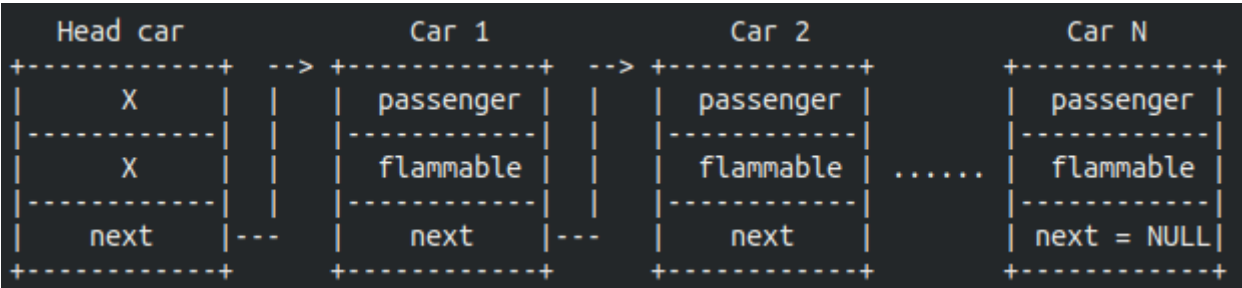 Head car              Car 1               Car 2                Car N
+------------+  --> +------------+  --> +------------+        +------------+
|      X     |  |   |  passenger |  |   |  passenger |        |  passenger |
|------------|  |   |------------|  |   |------------|        |------------|
|      X     |  |   |  flammable |  |   |  flammable | ...... |  flammable |
|------------|  |   |------------|  |   |------------|        |------------|
|    next    |---   |    next    |---   |    next    |        | next = NULL|
+------------+      +------------+      +------------+        +------------+